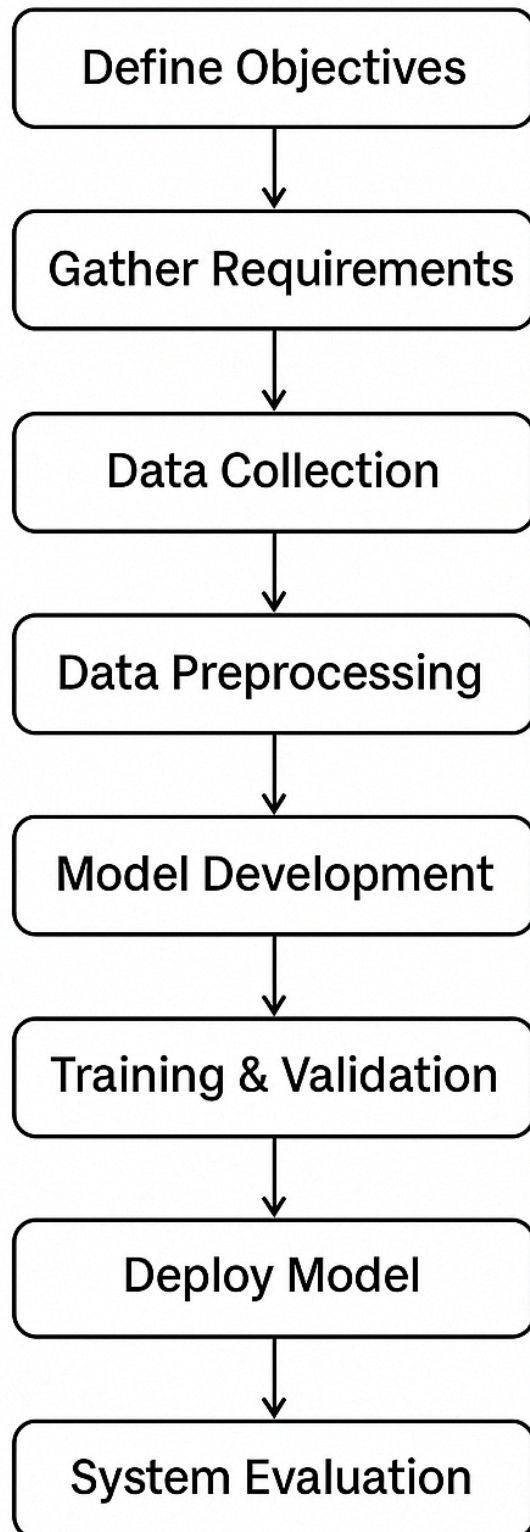 Define Objectives
Gather Requirements
Data Collection
Data Preprocessing
Model Development
Training & Validation
Deploy Model
System Evaluation